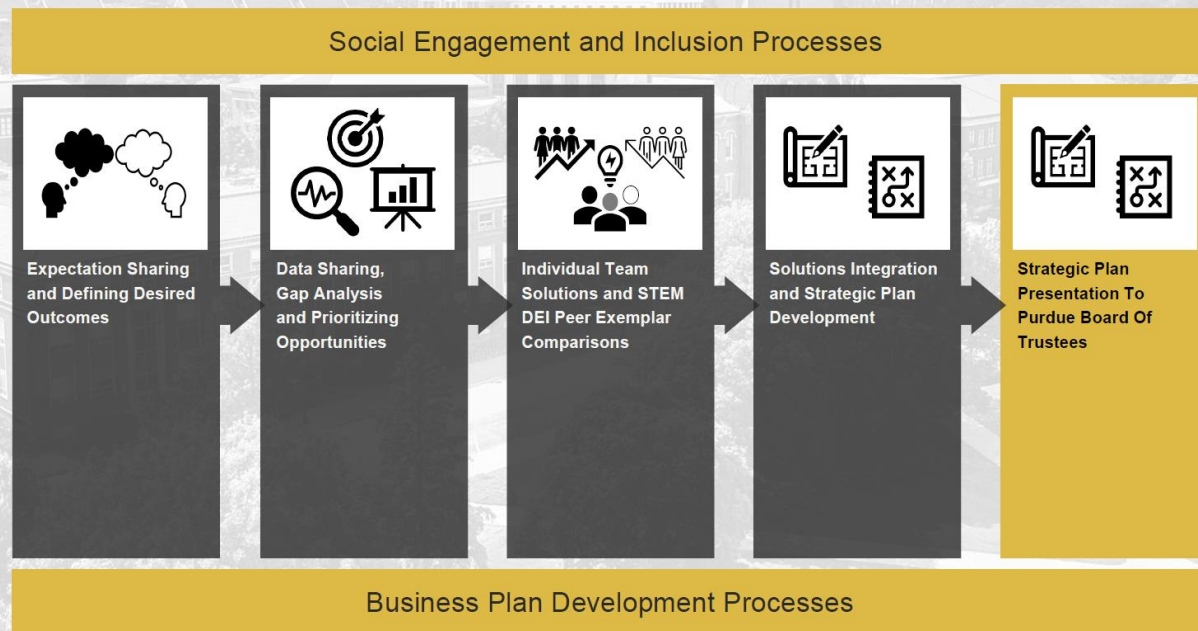 Social Engagement and Inclusion Processes
Expectation Sharing
and Defining Desired
Outcomes
Data Sharing,
Gap Analysis
and Prioritizing
Opportunities
Individual Team
Solutions and STEM
DEI Peer Exemplar
Comparisons
Solutions Integration
and Strategic Plan
Development
Strategic Plan
Presentation To
Purdue Board Of
Trustees
Business Plan Development Processes